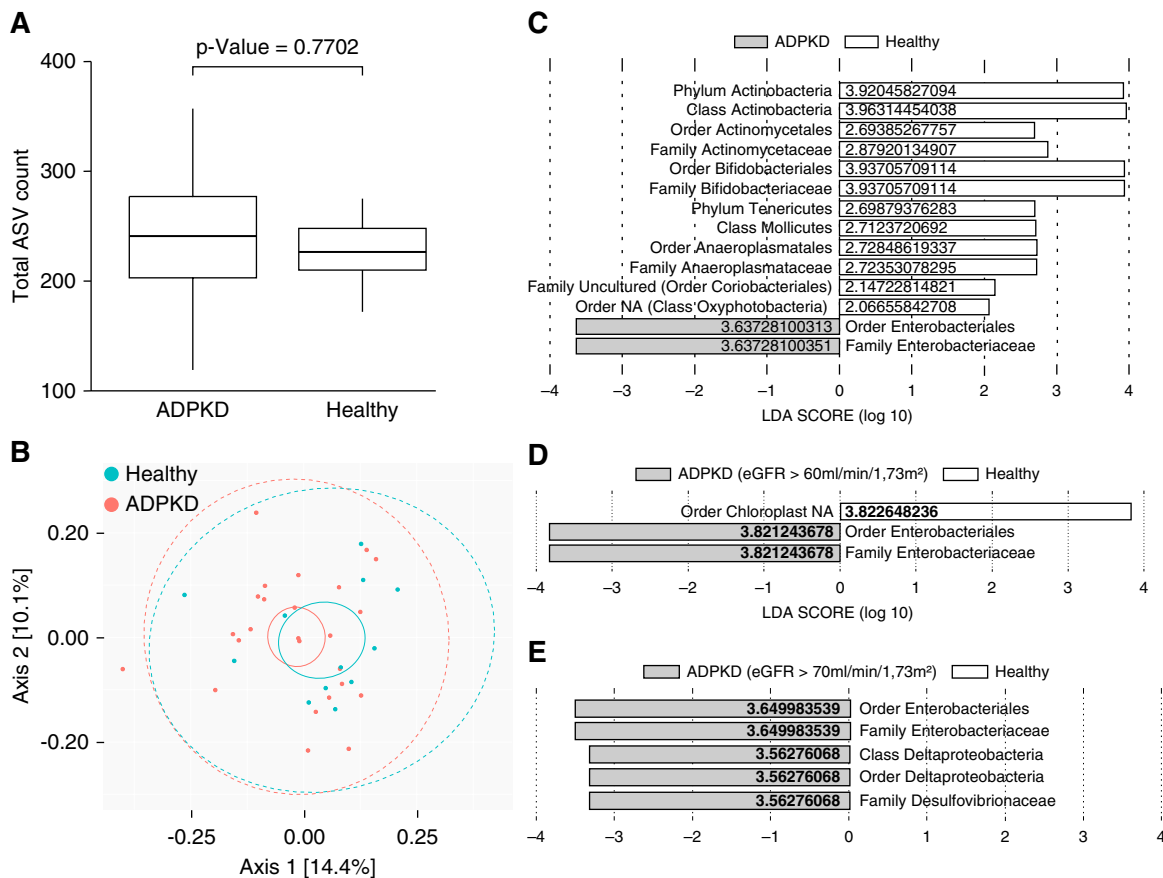 A
p-Value = 0.7702
400
300
200
100
Total ASV count
ADPKD
Healthy
B
Healthy
ADPKD
0.20
0.00
-0.20
Axis 2 [10.1%]
-0.25
0.00
0.25
Axis 1 [14.4%]
C
ADPKD
Healthy
Phylum Actinobacteria 3.92045827094
Class Actinobacteria 3.96314454038
Order Actinomycetales 2.69385267757
Family Actinomycetaceae 2.87920134907
Order Bifidobacteriales 3.93705709114
Family Bifidobacteriaceae 3.93705709114
Phylum Tenericutes 2.69879376283
Class Mollicutes 2.7123720692
Order Anaeroplasmatales 2.72848619337
Family Anaeroplasmataceae 2.72353078295
Family Uncultured (Order Coriobacteriales) 2.14722814821
Order NA (Class Oxyphotobacteria) 2.06655842708
3.63728100313 Order Enterobacteriales
3.63728100351 Family Enterobacteriaceae
−4 −3 −2 −1 0 1 2 3 4
LDA SCORE (log 10)
D
ADPKD (eGFR > 60ml/min/1,73m²)
Healthy
Order Chloroplast NA 3.822648236
3.821243678 Order Enterobacteriales
3.821243678 Family Enterobacteriaceae
−4 −3 −2 −1 0 1 2 3 4
LDA SCORE (log 10)
E
ADPKD (eGFR > 70ml/min/1,73m²)
Healthy
3.649983539 Order Enterobacteriales
3.649983539 Family Enterobacteriaceae
3.56276068 Class Deltaproteobacteria
3.56276068 Order Deltaproteobacteria
3.56276068 Family Desulfovibrionaceae
−4 −3 −2 −1 0 1 2 3 4